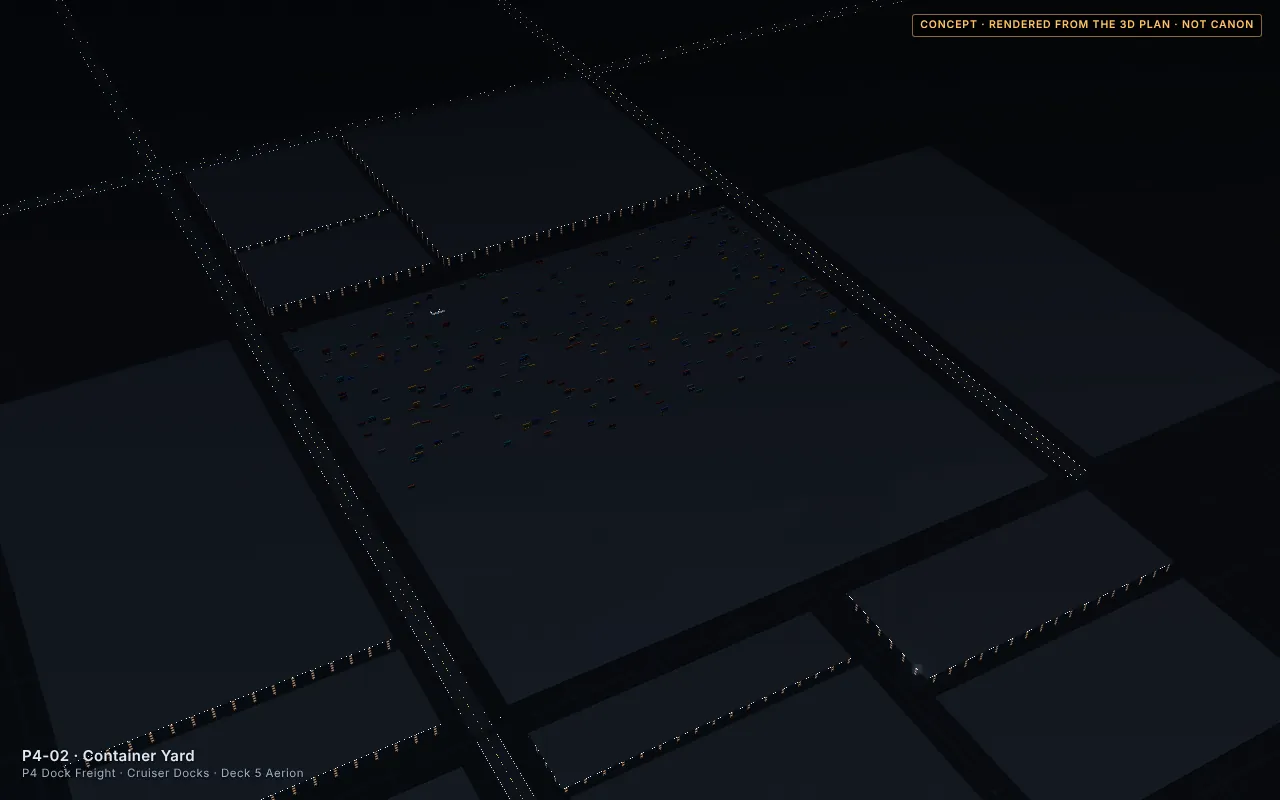 CONCEPT · RENDERED FROM THE 3D PLAN · NOT CANON
P4-02 · Container Yard
P4 Dock Freight · Cruiser Docks · Deck 5 Aerion